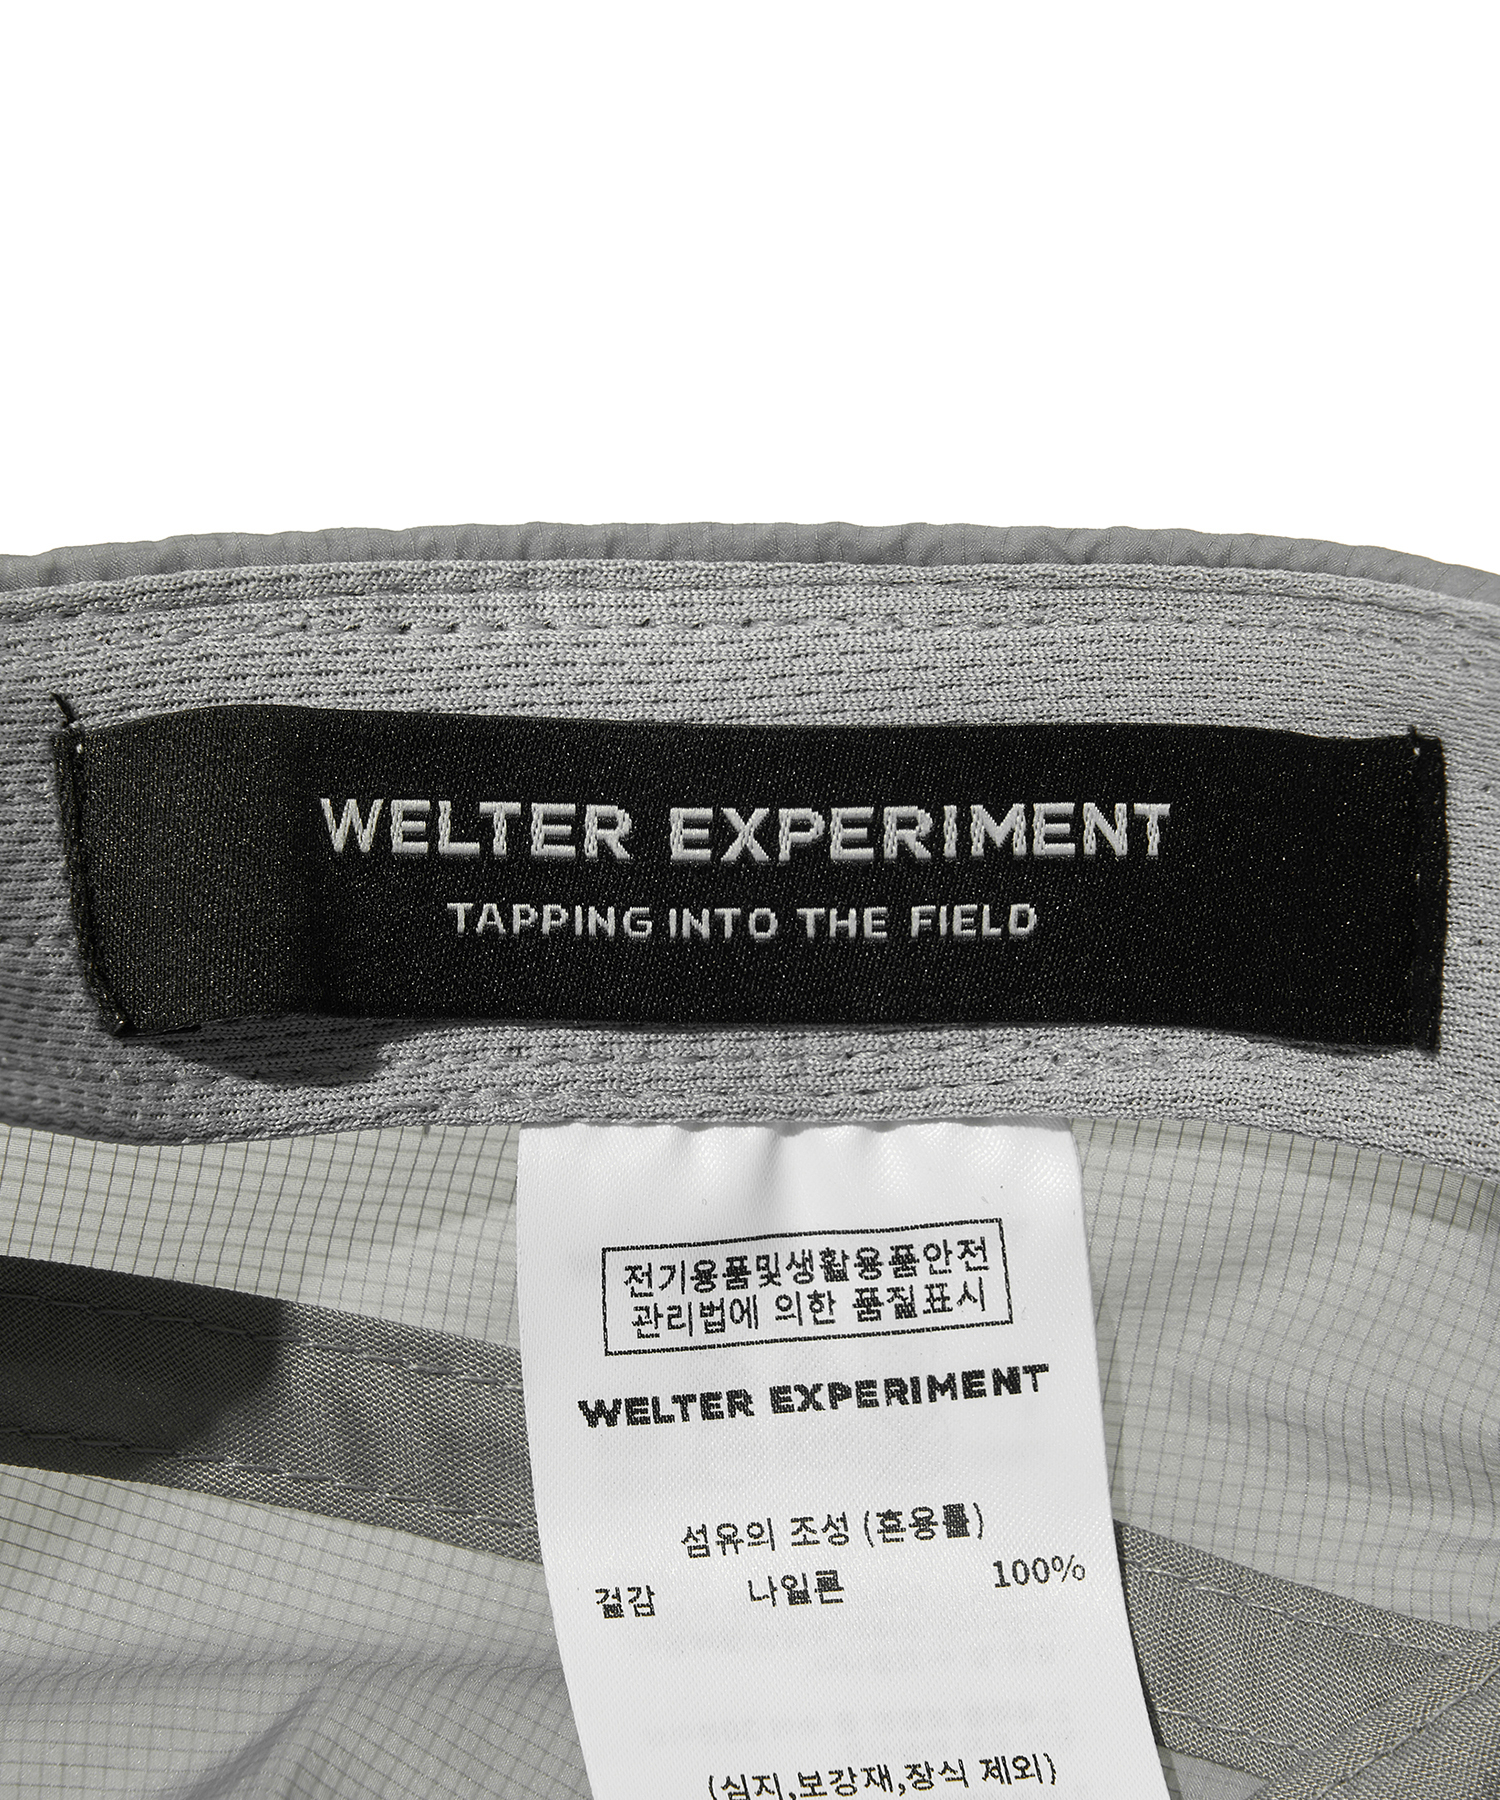 WELTER EXPERIMENT
TAPPING INTO THE FIELD
전기용품및생활용품안전
관리법에 의한 품질표시
WELTER EXPERIMENT
섬유의 조성 (혼용률)
겉감 나일론 100%
(심지,보강재,장식 제외)